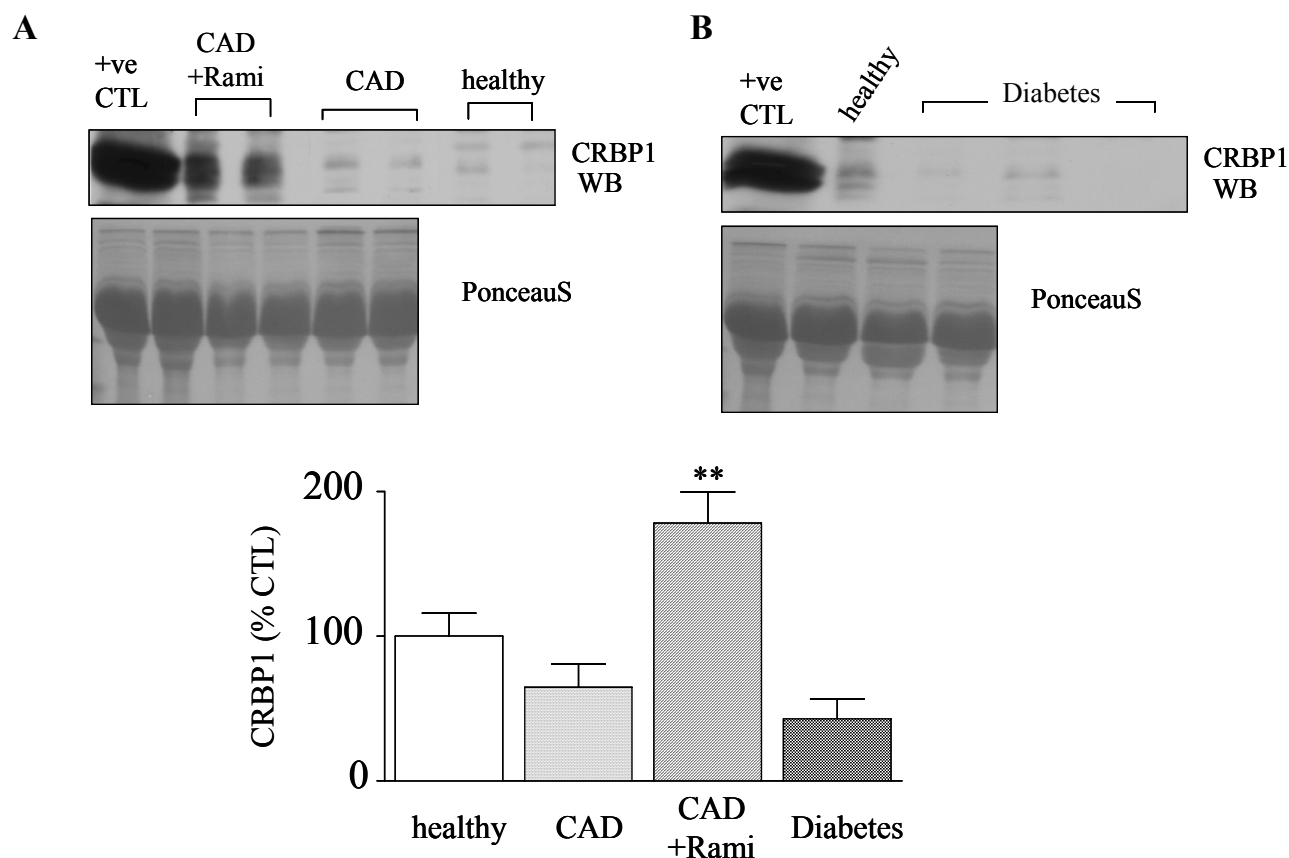 A
+ve
CTL
CAD
+Rami
CAD
healthy
CRBP1
WB
PonceauS
B
+ve
CTL
healthy
Diabetes
CRBP1
WB
PonceauS
CRBP1 (% CTL)
200
100
0
**
healthy
CAD
CAD
+Rami
Diabetes